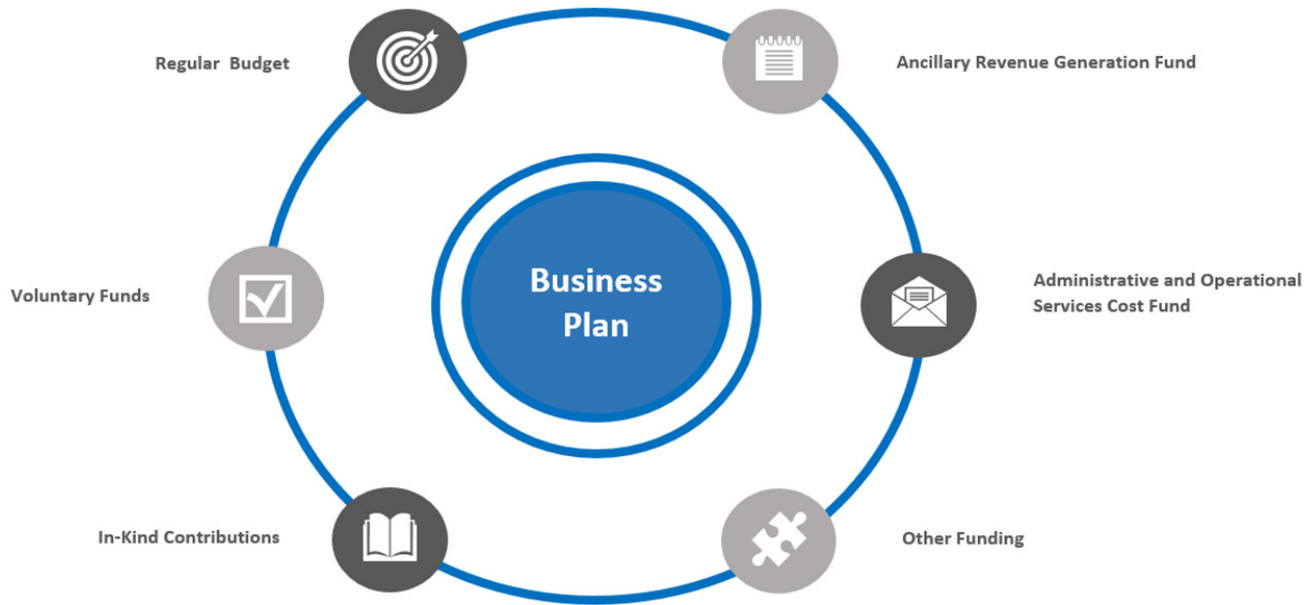 Regular Budget
Ancillary Revenue Generation Fund
Voluntary Funds
Business
Plan
Administrative and Operational
Services Cost Fund
In-Kind Contributions
Other Funding